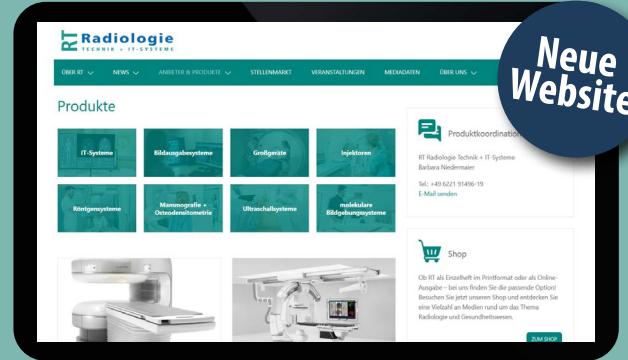 RT Radiologie
TECHNIK + IT-SYSTEME
Neue
Website
ÜBER RT
NEWS
ANBIETER & PRODUKTE
STELLENMARKT
VERANSTALTUNGEN
MEDIADATEN
ÜBER UNS
Produkte
IT-Systeme
Bildausgabesysteme
Großgeräte
Injektoren
Röntgensysteme
Mammografie +
Osteodensitometrie
Ultraschallsysteme
molekulare
Bildgebungssysteme
Produktkoordination
RT Radiologie Technik + IT-Systeme
Barbara Niedermaier
Tel.: +49 6221 91496-19
E-Mail senden
Shop
Ob RT als Einzelheft im Printformat oder als Online-
Ausgabe – bei uns finden Sie die passende Option!
Besuchen Sie jetzt unseren Shop und entdecken Sie
eine Vielzahl an Medien rund um das Thema
Radiologie und Gesundheitswesen.
ZUM SHOP